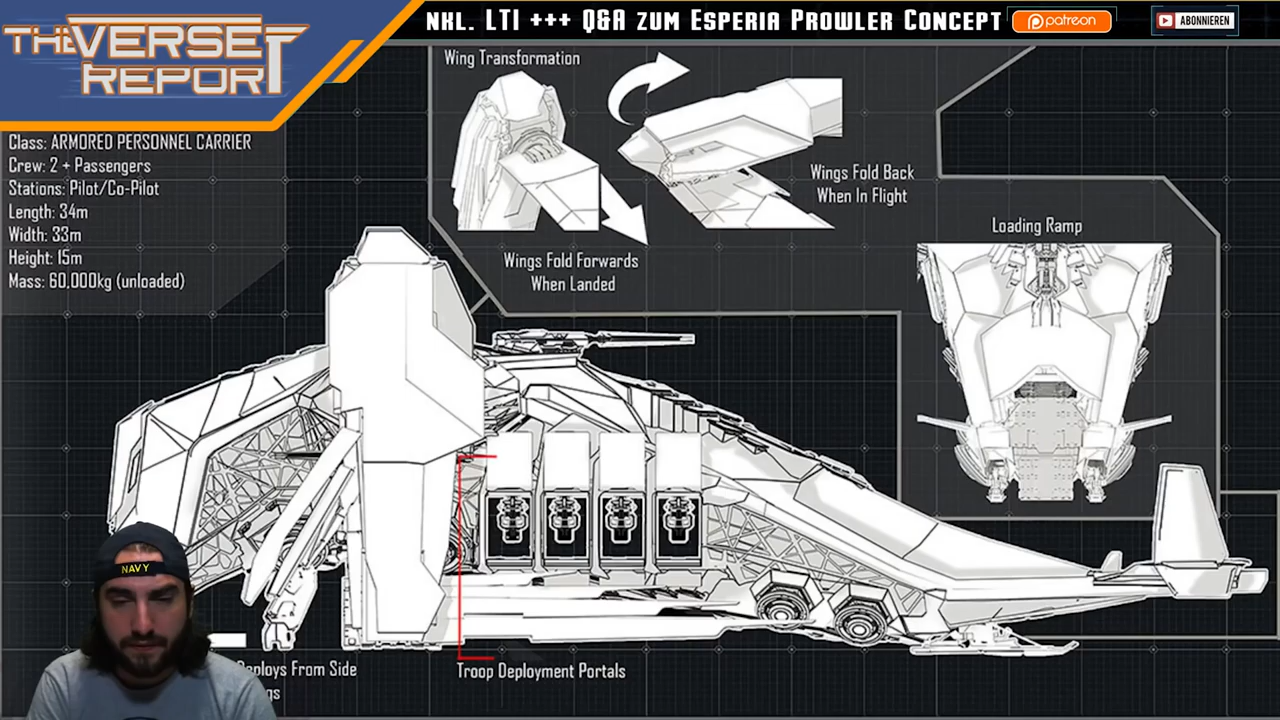 THE VERSE
REPORT
NKL. LTI +++ Q&A ZUM ESPERIA PROWLER CONCEPT
patreon
ABONNIEREN
Class: ARMORED PERSONNEL CARRIER
Crew: 2 + Passengers
Stations: Pilot/Co-Pilot
Length: 34m
Width: 33m
Height: 15m
Mass: 60,000kg (unloaded)
Wing Transformation
Wings Fold Back
When In Flight
Wings Fold Forwards
When Landed
Loading Ramp
NAVY
From Side
Troop Deployment Portals